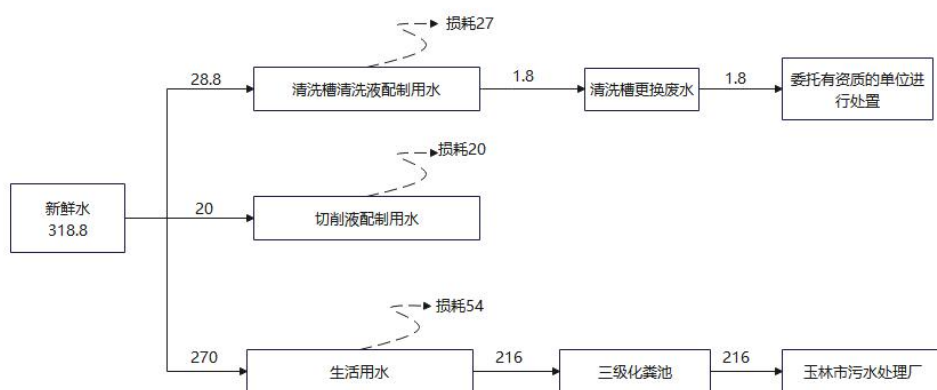 损耗27
28.8
清洗槽清洗液配制用水
1.8
清洗槽更换废水
1.8
委托有资质的单位进
行处置
损耗20
新鲜水
318.8
20
切削液配制用水
损耗54
270
生活用水
216
三级化粪池
216
玉林市污水处理厂